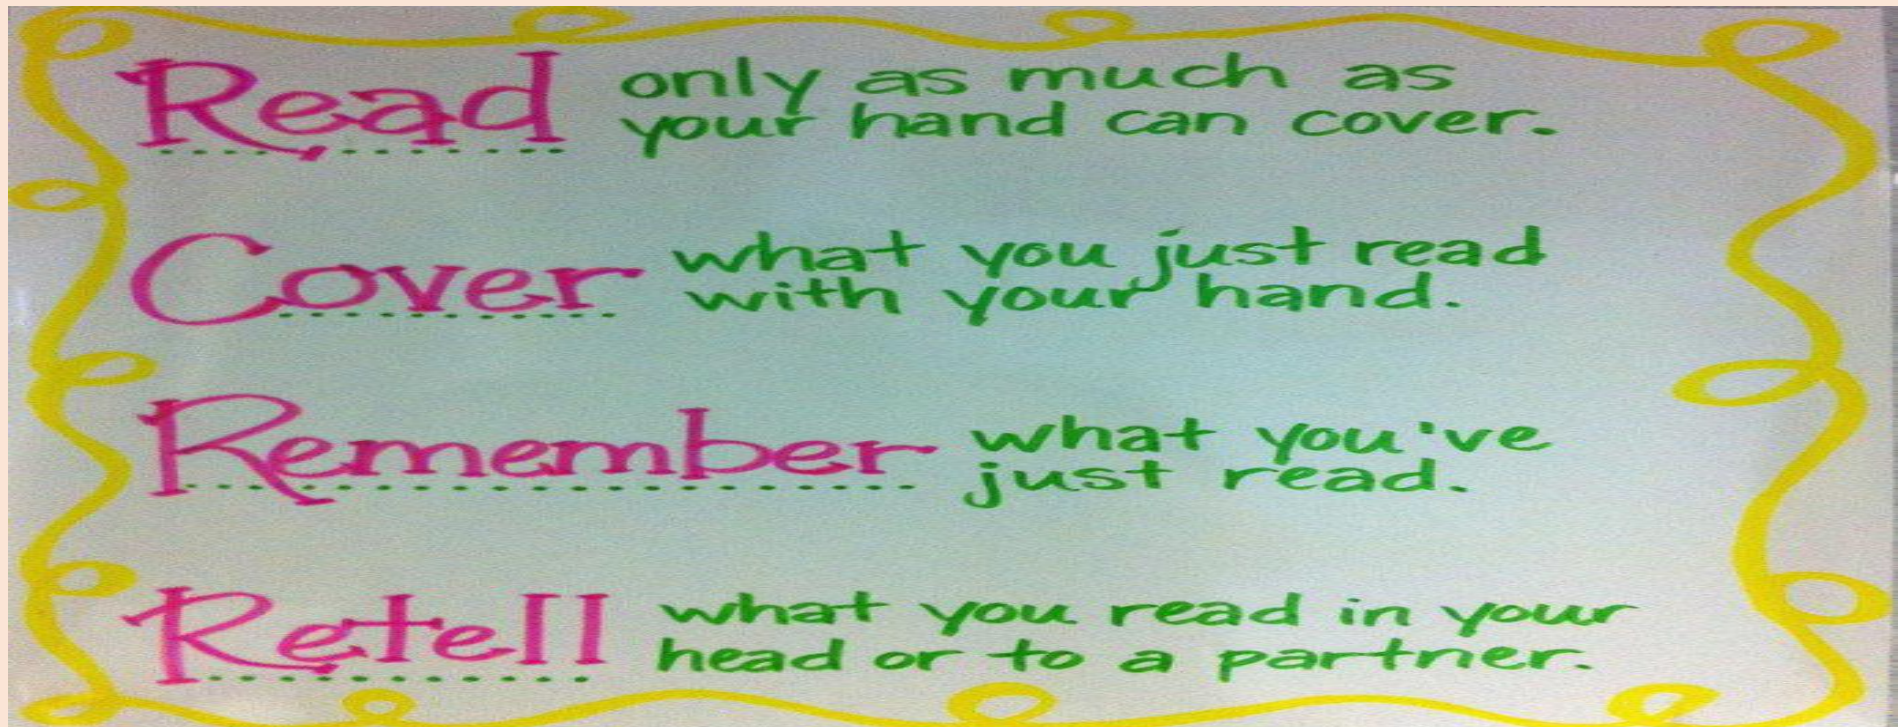 Read only as much as
your hand can cover.
Cover what you just read
with your hand.
Remember what you've
just read.
Retell what you read in your
head or to a partner.